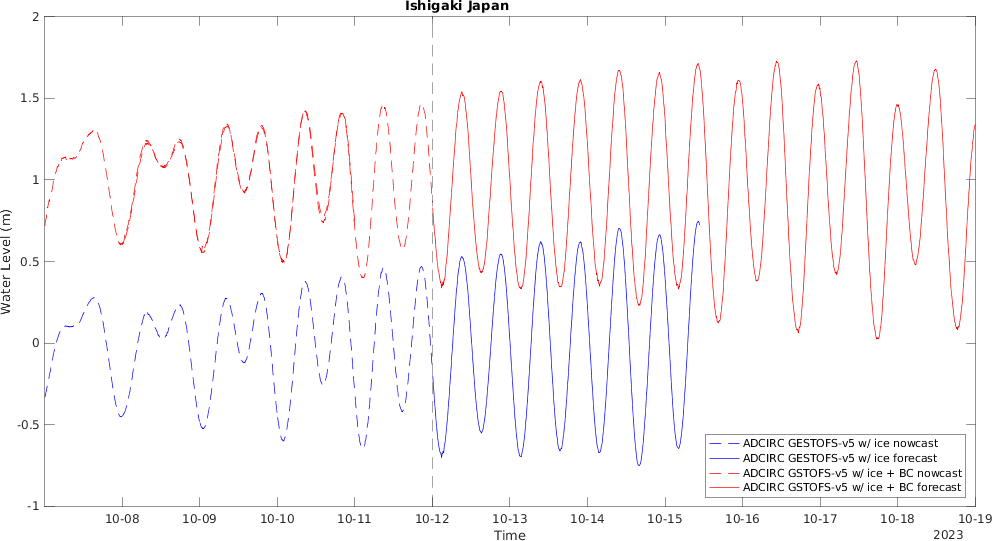 Ishigaki Japan
2
1.5
1
0.5
0
-0.5
-1
Water Level (m)
10-08 10-09 10-10 10-11 10-12 10-13 10-14 10-15 10-16 10-17 10-18 10-19
Time
2023
ADCIRC GESTOFS-v5 w/ ice nowcast
ADCIRC GESTOFS-v5 w/ ice forecast
ADCIRC GSTOFS-v5 w/ ice + BC nowcast
ADCIRC GSTOFS-v5 w/ ice + BC forecast